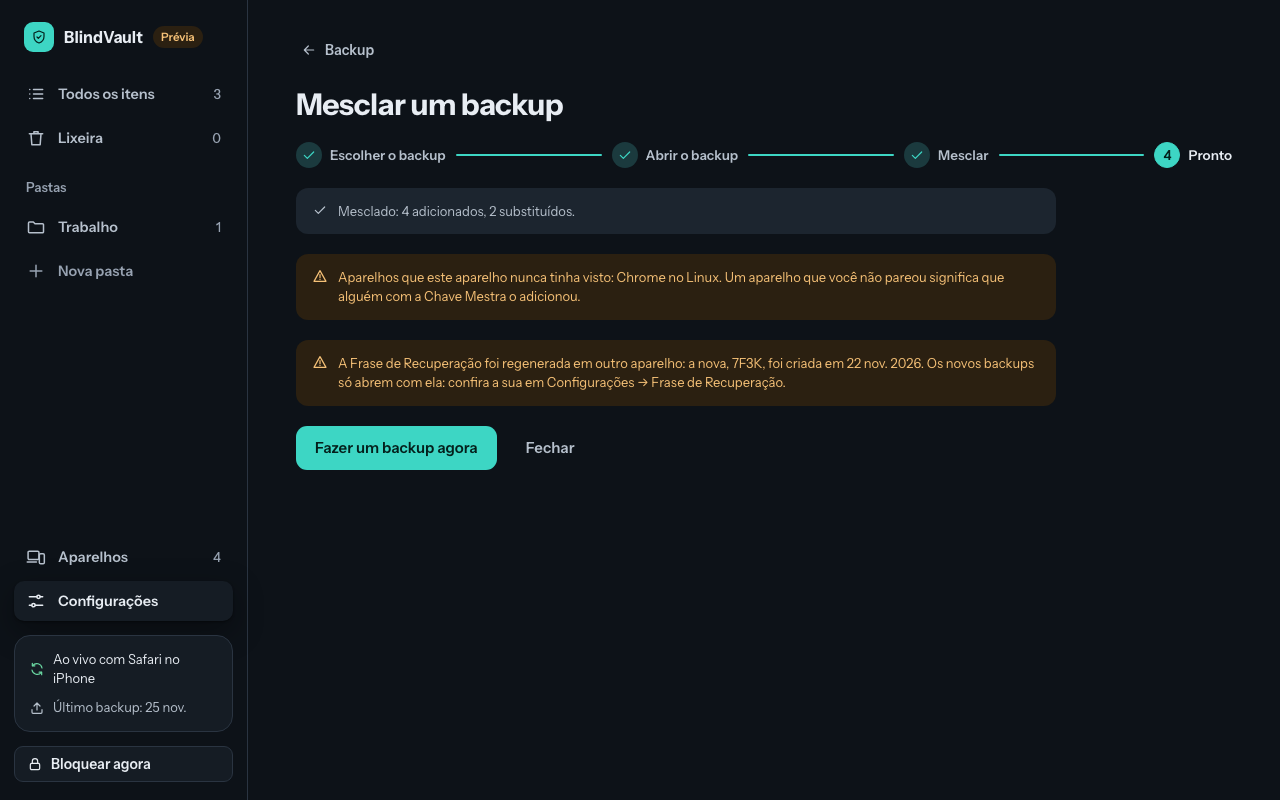 BlindVault
Prévia
Todos os itens 3
Lixeira 0
Pastas
Trabalho 1
Nova pasta
Aparelhos 4
Configurações
Ao vivo com Safari no
iPhone
Último backup: 25 nov.
Bloquear agora
Backup
Mesclar um backup
Escolher o backup
Abrir o backup
Mesclar
4 Pronto
Mesclado: 4 adicionados, 2 substituídos.
Aparelhos que este aparelho nunca tinha visto: Chrome no Linux. Um aparelho que você não pareou significa que
alguém com a Chave Mestra o adicionou.
A Frase de Recuperação foi regenerada em outro aparelho: a nova, 7F3K, foi criada em 22 nov. 2026. Os novos backups
só abrem com ela: confira a sua em Configurações → Frase de Recuperação.
Fazer um backup agora
Fechar